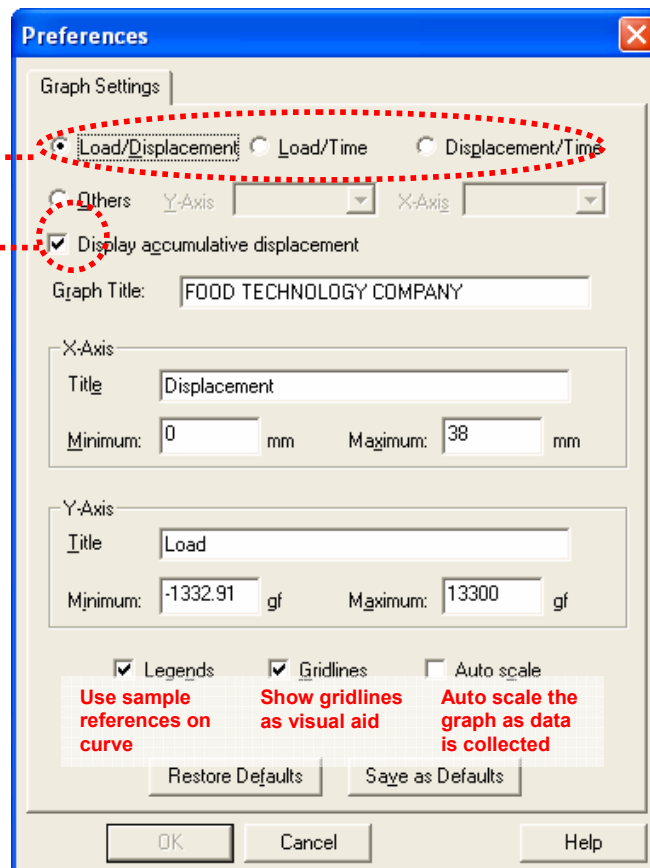 Preferences
Graph Settings
Load/Displacement Load/Time Displacement/Time
Others Y-Axis X-Axis
Display accumulative displacement
Graph Title: FOOD TECHNOLOGY COMPANY
X-Axis
Title Displacement
Minimum: 0 mm Maximum: 38 mm
Y-Axis
Title Load
Minimum: -1332.91 gf Maximum: 13300 gf
Legends Gridlines Auto scale
Use sample references on curve
Show gridlines as visual aid
Auto scale the graph as data is collected
Restore Defaults Save as Defaults
OK Cancel Help